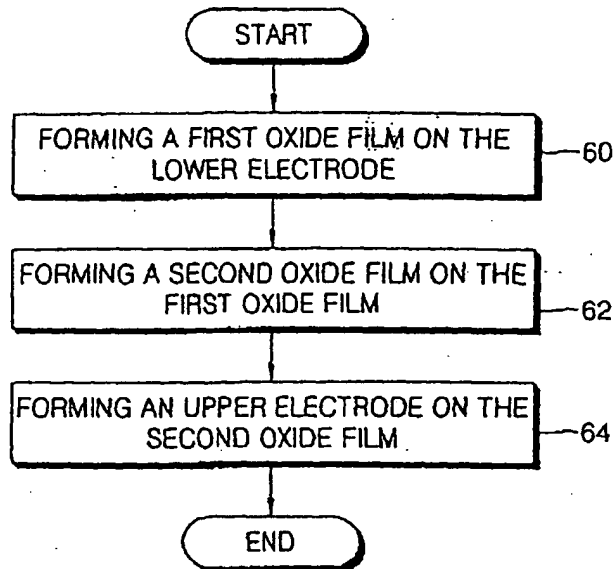 START
FORMING A FIRST OXIDE FILM ON THE
LOWER ELECTRODE
60
FORMING A SECOND OXIDE FILM ON THE
FIRST OXIDE FILM
62
FORMING AN UPPER ELECTRODE ON THE
SECOND OXIDE FILM
64
END